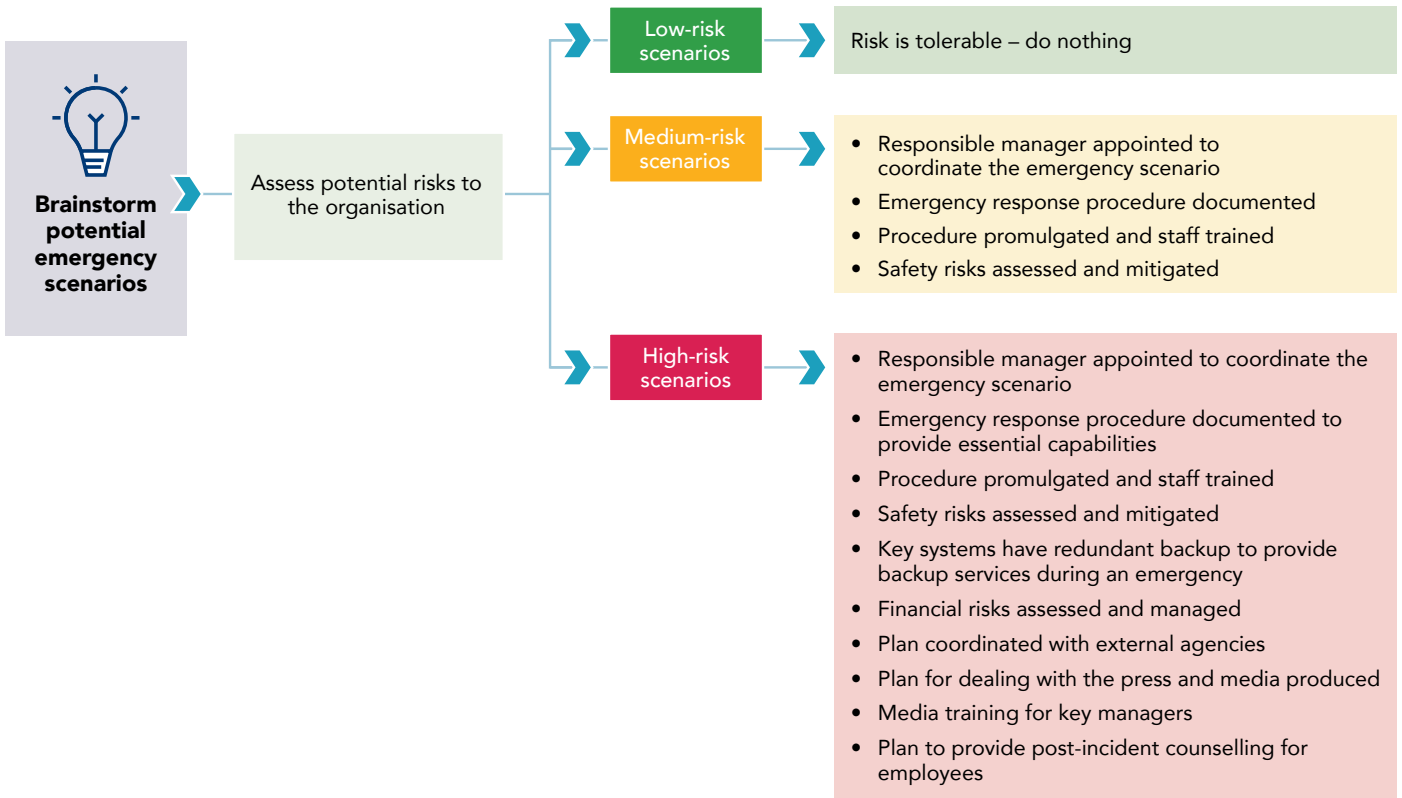 Brainstorm
potential
emergency
scenarios
Assess potential risks to
the organisation
Low-risk
scenarios
Risk is tolerable – do nothing
Medium-risk
scenarios
• Responsible manager appointed to
coordinate the emergency scenario
• Emergency response procedure documented
• Procedure promulgated and staff trained
• Safety risks assessed and mitigated
High-risk
scenarios
• Responsible manager appointed to coordinate the
emergency scenario
• Emergency response procedure documented to
provide essential capabilities
• Procedure promulgated and staff trained
• Safety risks assessed and mitigated
• Key systems have redundant backup to provide
backup services during an emergency
• Financial risks assessed and managed
• Plan coordinated with external agencies
• Plan for dealing with the press and media produced
• Media training for key managers
• Plan to provide post-incident counselling for
employees